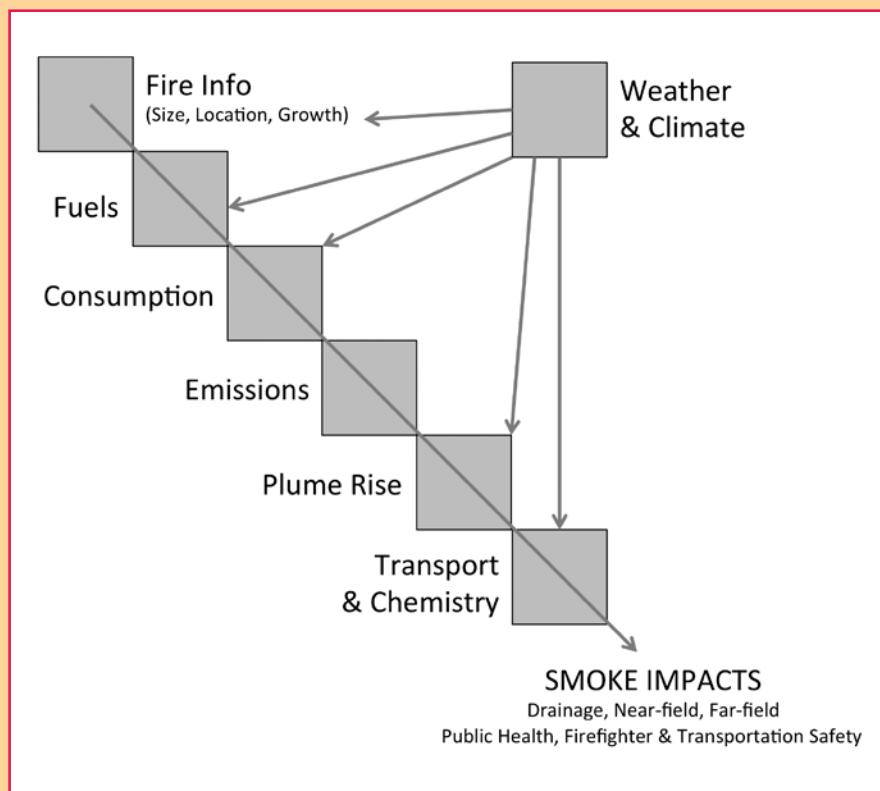 Fire Info
(Size, Location, Growth)
Weather
& Climate
Fuels
Consumption
Emissions
Plume Rise
Transport
& Chemistry
SMOKE IMPACTS
Drainage, Near-field, Far-field
Public Health, Firefighter & Transportation Safety